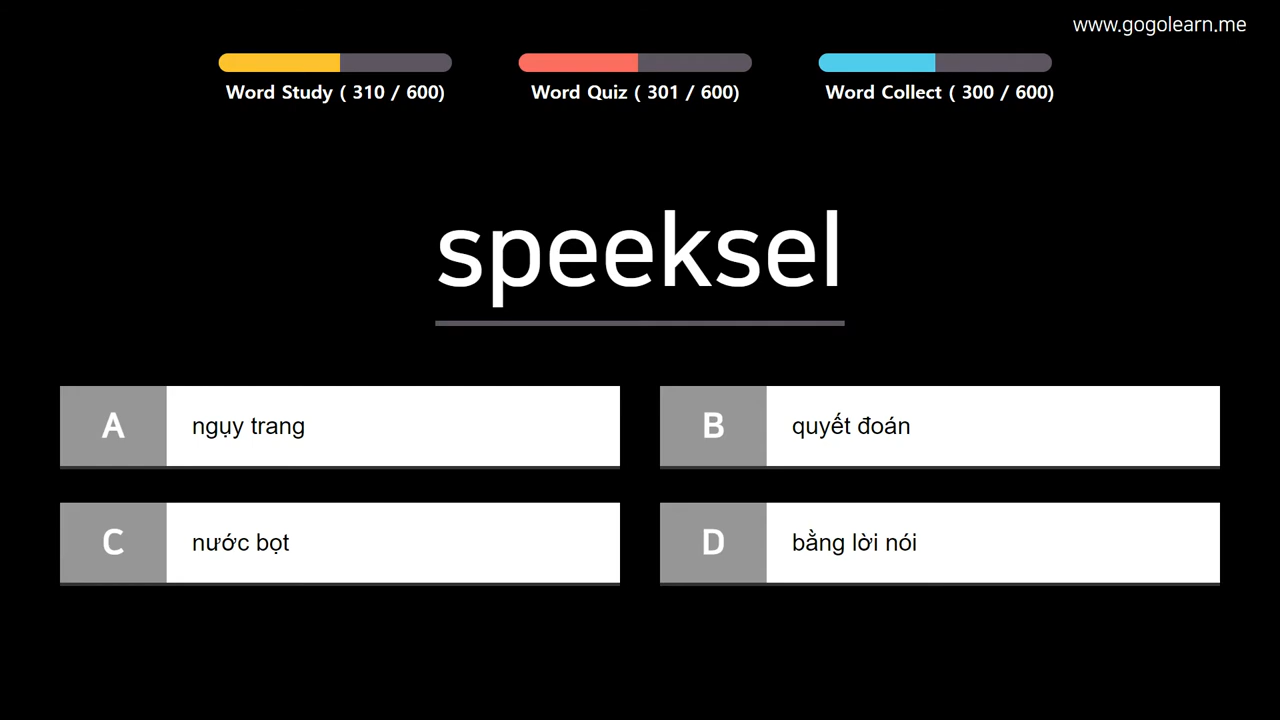 www.gogolearn.me
Word Study ( 310 / 600)
Word Quiz ( 301 / 600)
Word Collect ( 300 / 600)
speeksel
A ngụy trang
B quyết đoán
C nước bọt
D bằng lời nói